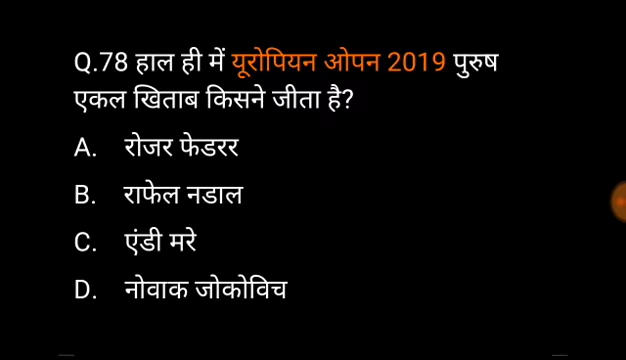 Q.78 हाल ही में यूरोपियन ओपन 2019 पुरुष
एकल खिताब किसने जीता है?
A. रोजर फेडरर
B. राफेल नडाल
C. एंडी मरे
D. नोवाक जोकोविच